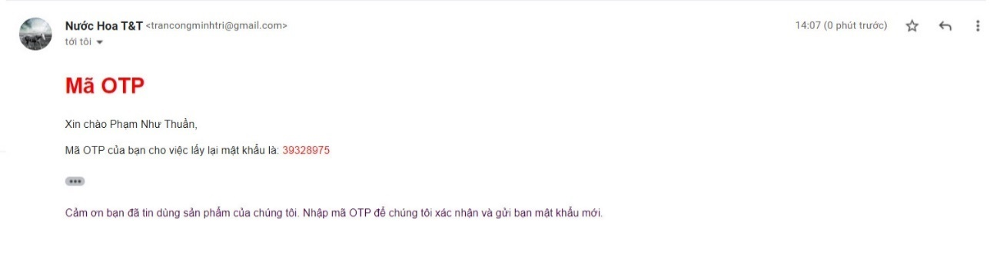 Nước Hoa T&T <trancongminhtri@gmail.com>
14:07 (0 phút trước)
tới tôi
Mã OTP
Xin chào Phạm Như Thuần,
Mã OTP của bạn cho việc lấy lại mật khẩu là: 39328975
Cảm ơn bạn đã tin dùng sản phẩm của chúng tôi. Nhập mã OTP để chúng tôi xác nhận và gửi bạn mật khẩu mới.